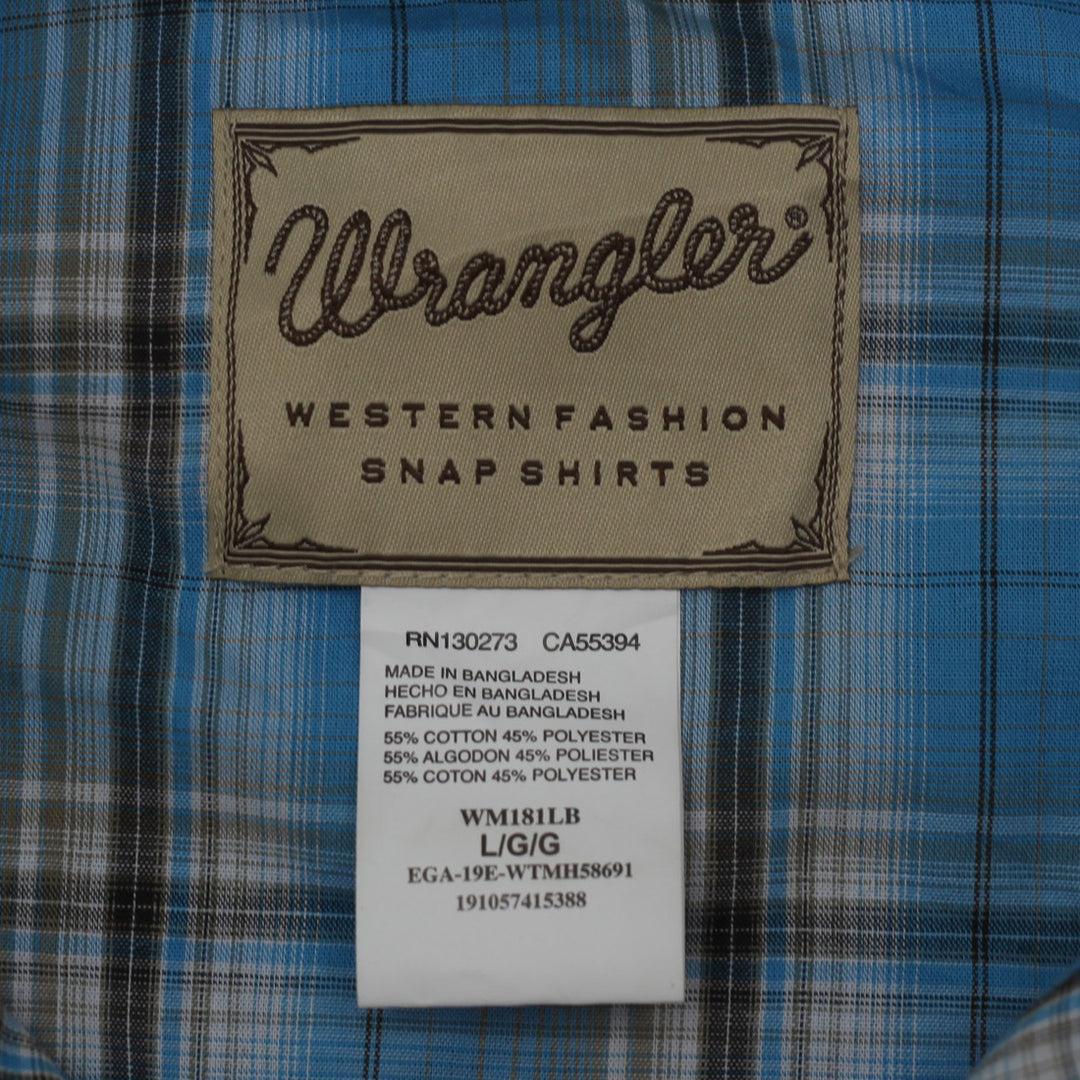 Wrangler®
WESTERN FASHION
SNAP SHIRTS
RN130273 CA55394
MADE IN BANGLADESH
HECHO EN BANGLADESH
FABRIQUE AU BANGLADESH
55% COTTON 45% POLYESTER
55% ALGODON 45% POLIESTER
55% COTON 45% POLYESTER
WM181LB
L/G/G
EGA-19E-WTMH58691
191057415388